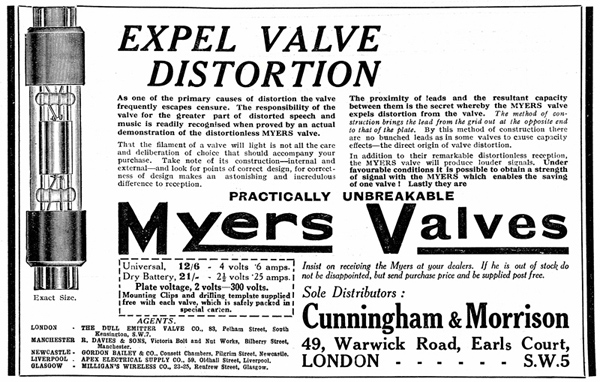 EXPEL VALVE
DISTORTION
As one of the primary causes of distortion the valve
frequently escapes censure. The responsibility of the
valve for the greater part of distorted speech and
music is readily recognised when proved by an actual
demonstration of the distortionless MYERS valve.
That the filament of a valve will light is not all the care
and deliberation of choice that should accompany your
purchase. Take note of its construction—internal and
external—and look for points of correct design, for correct-
ness of design makes an astonishing and incredulous
difference to reception.
The proximity of leads and the resultant capacity
between them is the secret whereby the MYERS valve
expels distortion from the valve. The method of con-
struction brings the lead from the grid out at the opposite end
to that of the plate. By this method of construction there
are no bunched leads as in some valves to cause capacity
effects—the direct origin of valve distortion.
In addition to their remarkable distortionless reception,
the MYERS valve will produce louder signals. Under
favourable conditions it is possible to obtain a strength
of signal with the MYERS which enables the saving
of one valve! Lastly they are
PRACTICALLY UNBREAKABLE
Myers Valves
Exact Size.
Universal, 12/6 - 4 volts ·6 amps.
Dry Battery, 21/- - 2½ volts ·25 amps.
Plate voltage, 2 volts—300 volts.
Mounting Clips and drilling template supplied
free with each valve, which is safely packed in
special carton.
Insist on receiving the Myers at your dealers. If he is out of stock do
not be disappointed, but send purchase price and be supplied post free.
AGENTS.
LONDON - THE DULL EMITTER VALVE CO., 83, Pelham Street, South
Kensington, S.W.7.
MANCHESTER R. DAVIES & SONS, Victoria Bolt and Nut Works, Bilberry Street,
Manchester.
NEWCASTLE - GORDON BAILEY & CO., Consett Chambers, Pilgrim Street, Newcastle.
LIVERPOOL - APEX ELECTRICAL SUPPLY CO., 59, Oldhall Street, Liverpool.
GLASGOW - MILLIGAN'S WIRELESS CO., 23-25, Renfrew Street, Glasgow.
Sole Distributors:
Cunningham & Morrison
49, Warwick Road, Earls Court,
LONDON - - - - - - S.W.5